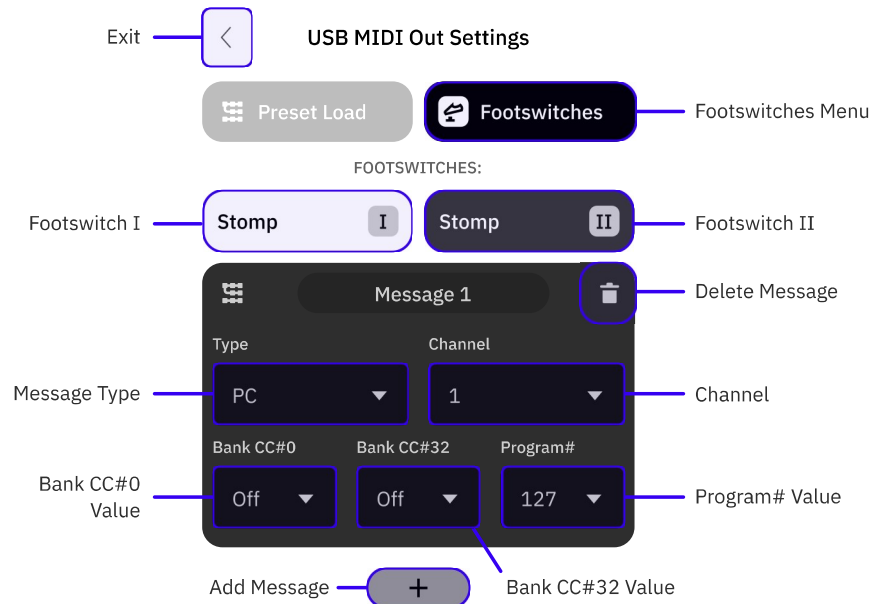 Exit
USB MIDI Out Settings
Preset Load
Footswitches
Footswitches Menu
FOOTSWITCHES:
Footswitch I
Stomp I
Stomp II
Footswitch II
Message 1
Delete Message
Type
Channel
Message Type
PC
1
Channel
Bank CC#0
Bank CC#32
Program#
Bank CC#0
Value
Off
Off
127
Program# Value
Add Message
+
Bank CC#32 Value